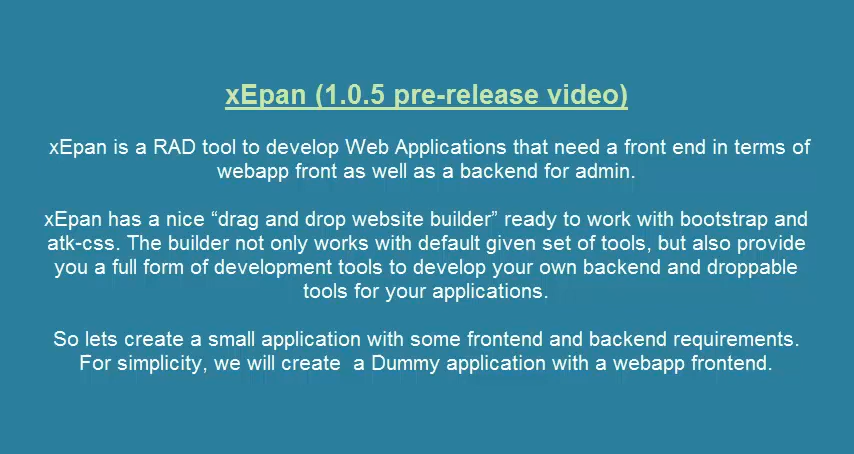 xEpan (1.0.5 pre-release video)
xEpan is a RAD tool to develop Web Applications that need a front end in terms of
webapp front as well as a backend for admin.
xEpan has a nice “drag and drop website builder” ready to work with bootstrap and
atk-css. The builder not only works with default given set of tools, but also provide
you a full form of development tools to develop your own backend and droppable
tools for your applications.
So lets create a small application with some frontend and backend requirements.
For simplicity, we will create  a Dummy application with a webapp frontend.